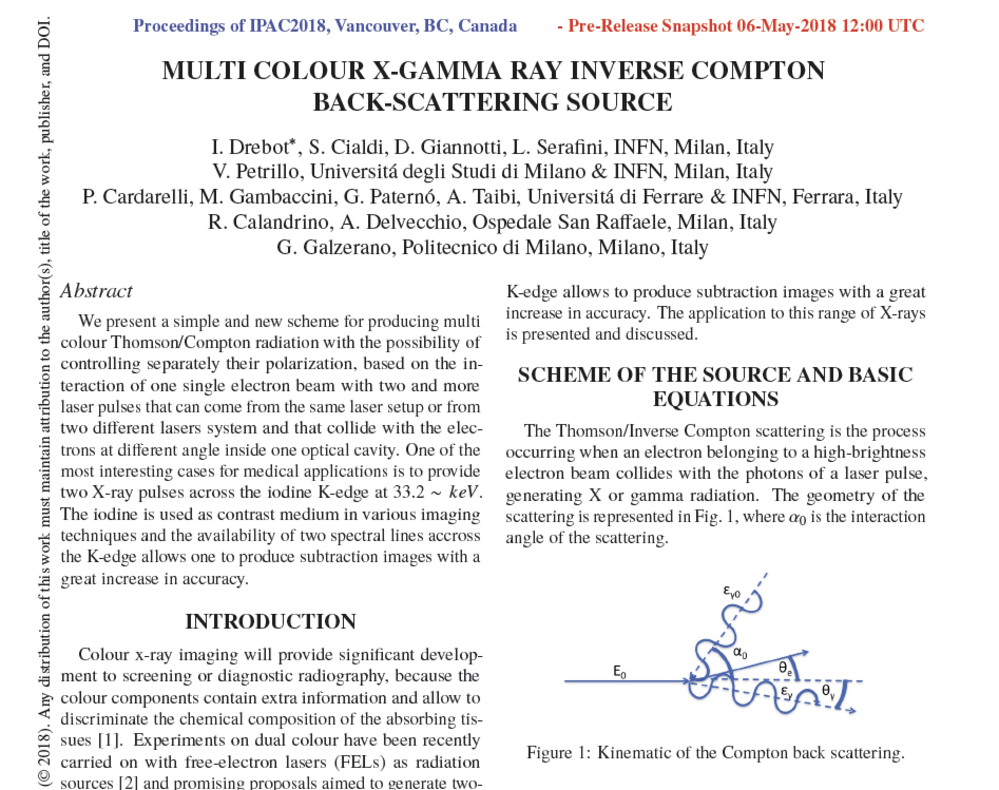 Proceedings of IPAC2018, Vancouver, BC, Canada - Pre-Release Snapshot 06-May-2018 12:00 UTC
MULTI COLOUR X-GAMMA RAY INVERSE COMPTON
BACK-SCATTERING SOURCE
I. Drebot*, S. Cialdi, D. Giannotti, L. Serafini, INFN, Milan, Italy
V. Petrillo, Universitá degli Studi di Milano & INFN, Milan, Italy
P. Cardarelli, M. Gambaccini, G. Paternó, A. Taibi, Universitá di Ferrare & INFN, Ferrara, Italy
R. Calandrino, A. Delvecchio, Ospedale San Raffaele, Milan, Italy
G. Galzerano, Politecnico di Milano, Milano, Italy
Abstract
We present a simple and new scheme for producing multi
colour Thomson/Compton radiation with the possibility of
controlling separately their polarization, based on the in-
teraction of one single electron beam with two and more
laser pulses that can come from the same laser setup or from
two different lasers system and that collide with the elec-
trons at different angle inside one optical cavity. One of the
most interesting cases for medical applications is to provide
two X-ray pulses across the iodine K-edge at 33.2 ~ keV.
The iodine is used as contrast medium in various imaging
techniques and the availability of two spectral lines accross
the K-edge allows one to produce subtraction images with a
great increase in accuracy.
INTRODUCTION
Colour x-ray imaging will provide significant develop-
ment to screening or diagnostic radiography, because the
colour components contain extra information and allow to
discriminate the chemical composition of the absorbing tis-
sues [1]. Experiments on dual colour have been recently
carried on with free-electron lasers (FELs) as radiation
sources [2] and promising proposals aimed to generate two-
K-edge allows to produce subtraction images with a great
increase in accuracy. The application to this range of X-rays
is presented and discussed.
SCHEME OF THE SOURCE AND BASIC
EQUATIONS
The Thomson/Inverse Compton scattering is the process
occurring when an electron belonging to a high-brightness
electron beam collides with the photons of a laser pulse,
generating X or gamma radiation. The geometry of the
scattering is represented in Fig. 1, where α0 is the interaction
angle of the scattering.
εγ0
α0
E0
θe
εγ
θγ
Figure 1: Kinematic of the Compton back scattering.
(© 2018). Any distribution of this work must maintain attribution to the author(s), title of the work, publisher, and DOI.